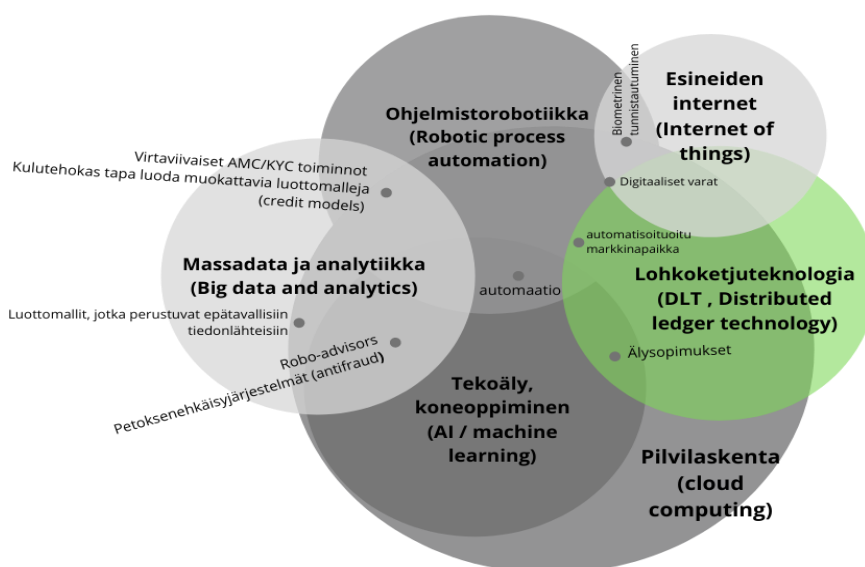 Ohjelmistorobotiikka
(Robotic process
automation)
Biometrinen
tunnistautuminen
Esineiden
internet
(Internet of
things)
Virtaviivaiset AMC/KYC toiminnot
Kulutehokas tapa luoda muokattavia luottomalleja
(credit models)
Digitaaliset varat
automatisoituoitu
markkinapaikka
Massadata ja analytiikka
(Big data and analytics)
automaatio
Lohkoketjuteknologia
(DLT , Distributed
ledger technology)
Luottomallit, jotka perustuvat epätavallisiin
tiedonlähteisiin
Robo-advisors
Petoksenehkäisyjärjestelmät (antifraud)
Älysopimukset
Tekoäly,
koneoppiminen
(AI / machine
learning)
Pilvilaskenta
(cloud
computing)